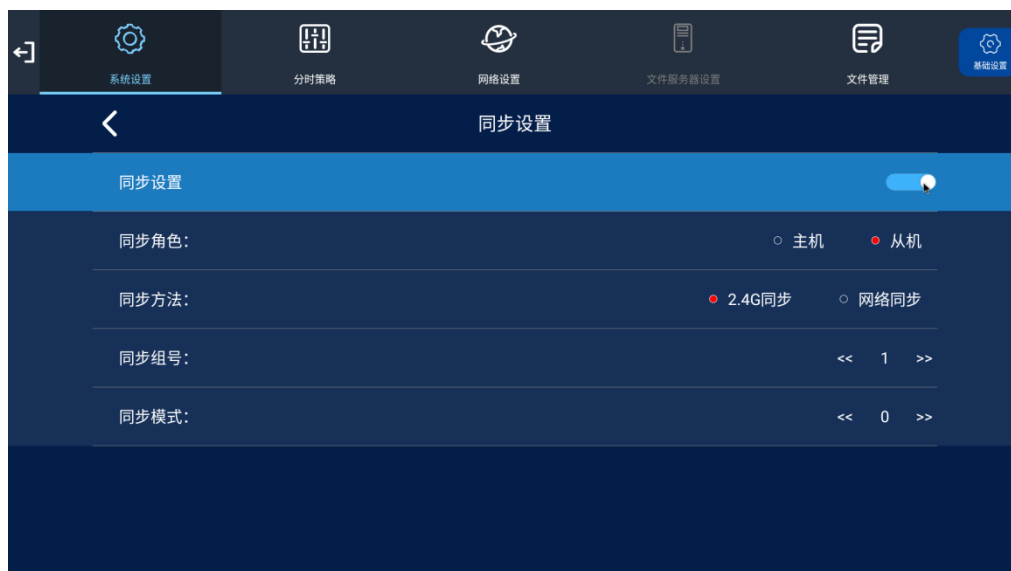 系统设置
分时策略
网络设置
文件服务器设置
文件管理
基础设置
同步设置
同步设置
同步角色:
主机 从机
同步方法:
2.4G同步 网络同步
同步组号:
<< 1 >>
同步模式:
<< 0 >>